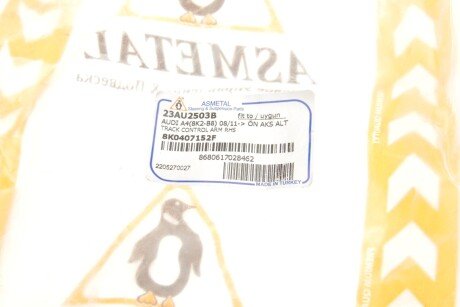 ASMETAL
Подвеска
ASMETAL
Steering & Suspension Parts
23AU2503B fit to / uygun
AUDI A4(8K2-B8) 08/11-> ÖN AKS ALT
TRACK CONTROL ARM RHS
8K0407152F
8680617028462
2205270027
MADE IN TURKEY